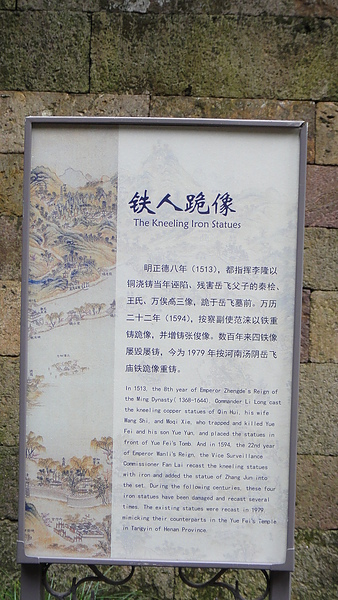 铁人跪像
The Kneeling Iron Statues
明正德八年（1513），都指挥李隆以
铜浇铸当年诬陷、残害岳飞父子的秦桧、
王氏、万俟卨三像，跪于岳飞墓前。万历
二十二年（1594），按察副使范涞以铁重
铸跪像，并增铸张俊像。数百年来四铁像
屡毁屡铸，今为1979年按河南汤阴岳飞
庙铁跪像重铸。
In 1513, the 8th year of Emperor Zhengde's Reign of
the Ming Dynasty( 1368-1644), Commander Li Long cast
the kneeling copper statues of Qin Hui, his wife
Wang Shi, and Moqi Xie, who trapped and killed Yue
Fei and his son Yue Yun, and placed the statues in
front of Yue Fei's Tomb. And in 1594, the 22nd year
of Emperor Wanli's Reign, the Vice Surveillance
Commissioner Fan Lai recast the kneeling statues
with iron and added the statue of Zhang Jun into
the set. During the following centuries, these four
iron statues have been damaged and recast several
times. The existing statues were recast in 1979
mimicking their counterparts in the Yue Fei's Temple
in Tangyin of Henan Province.